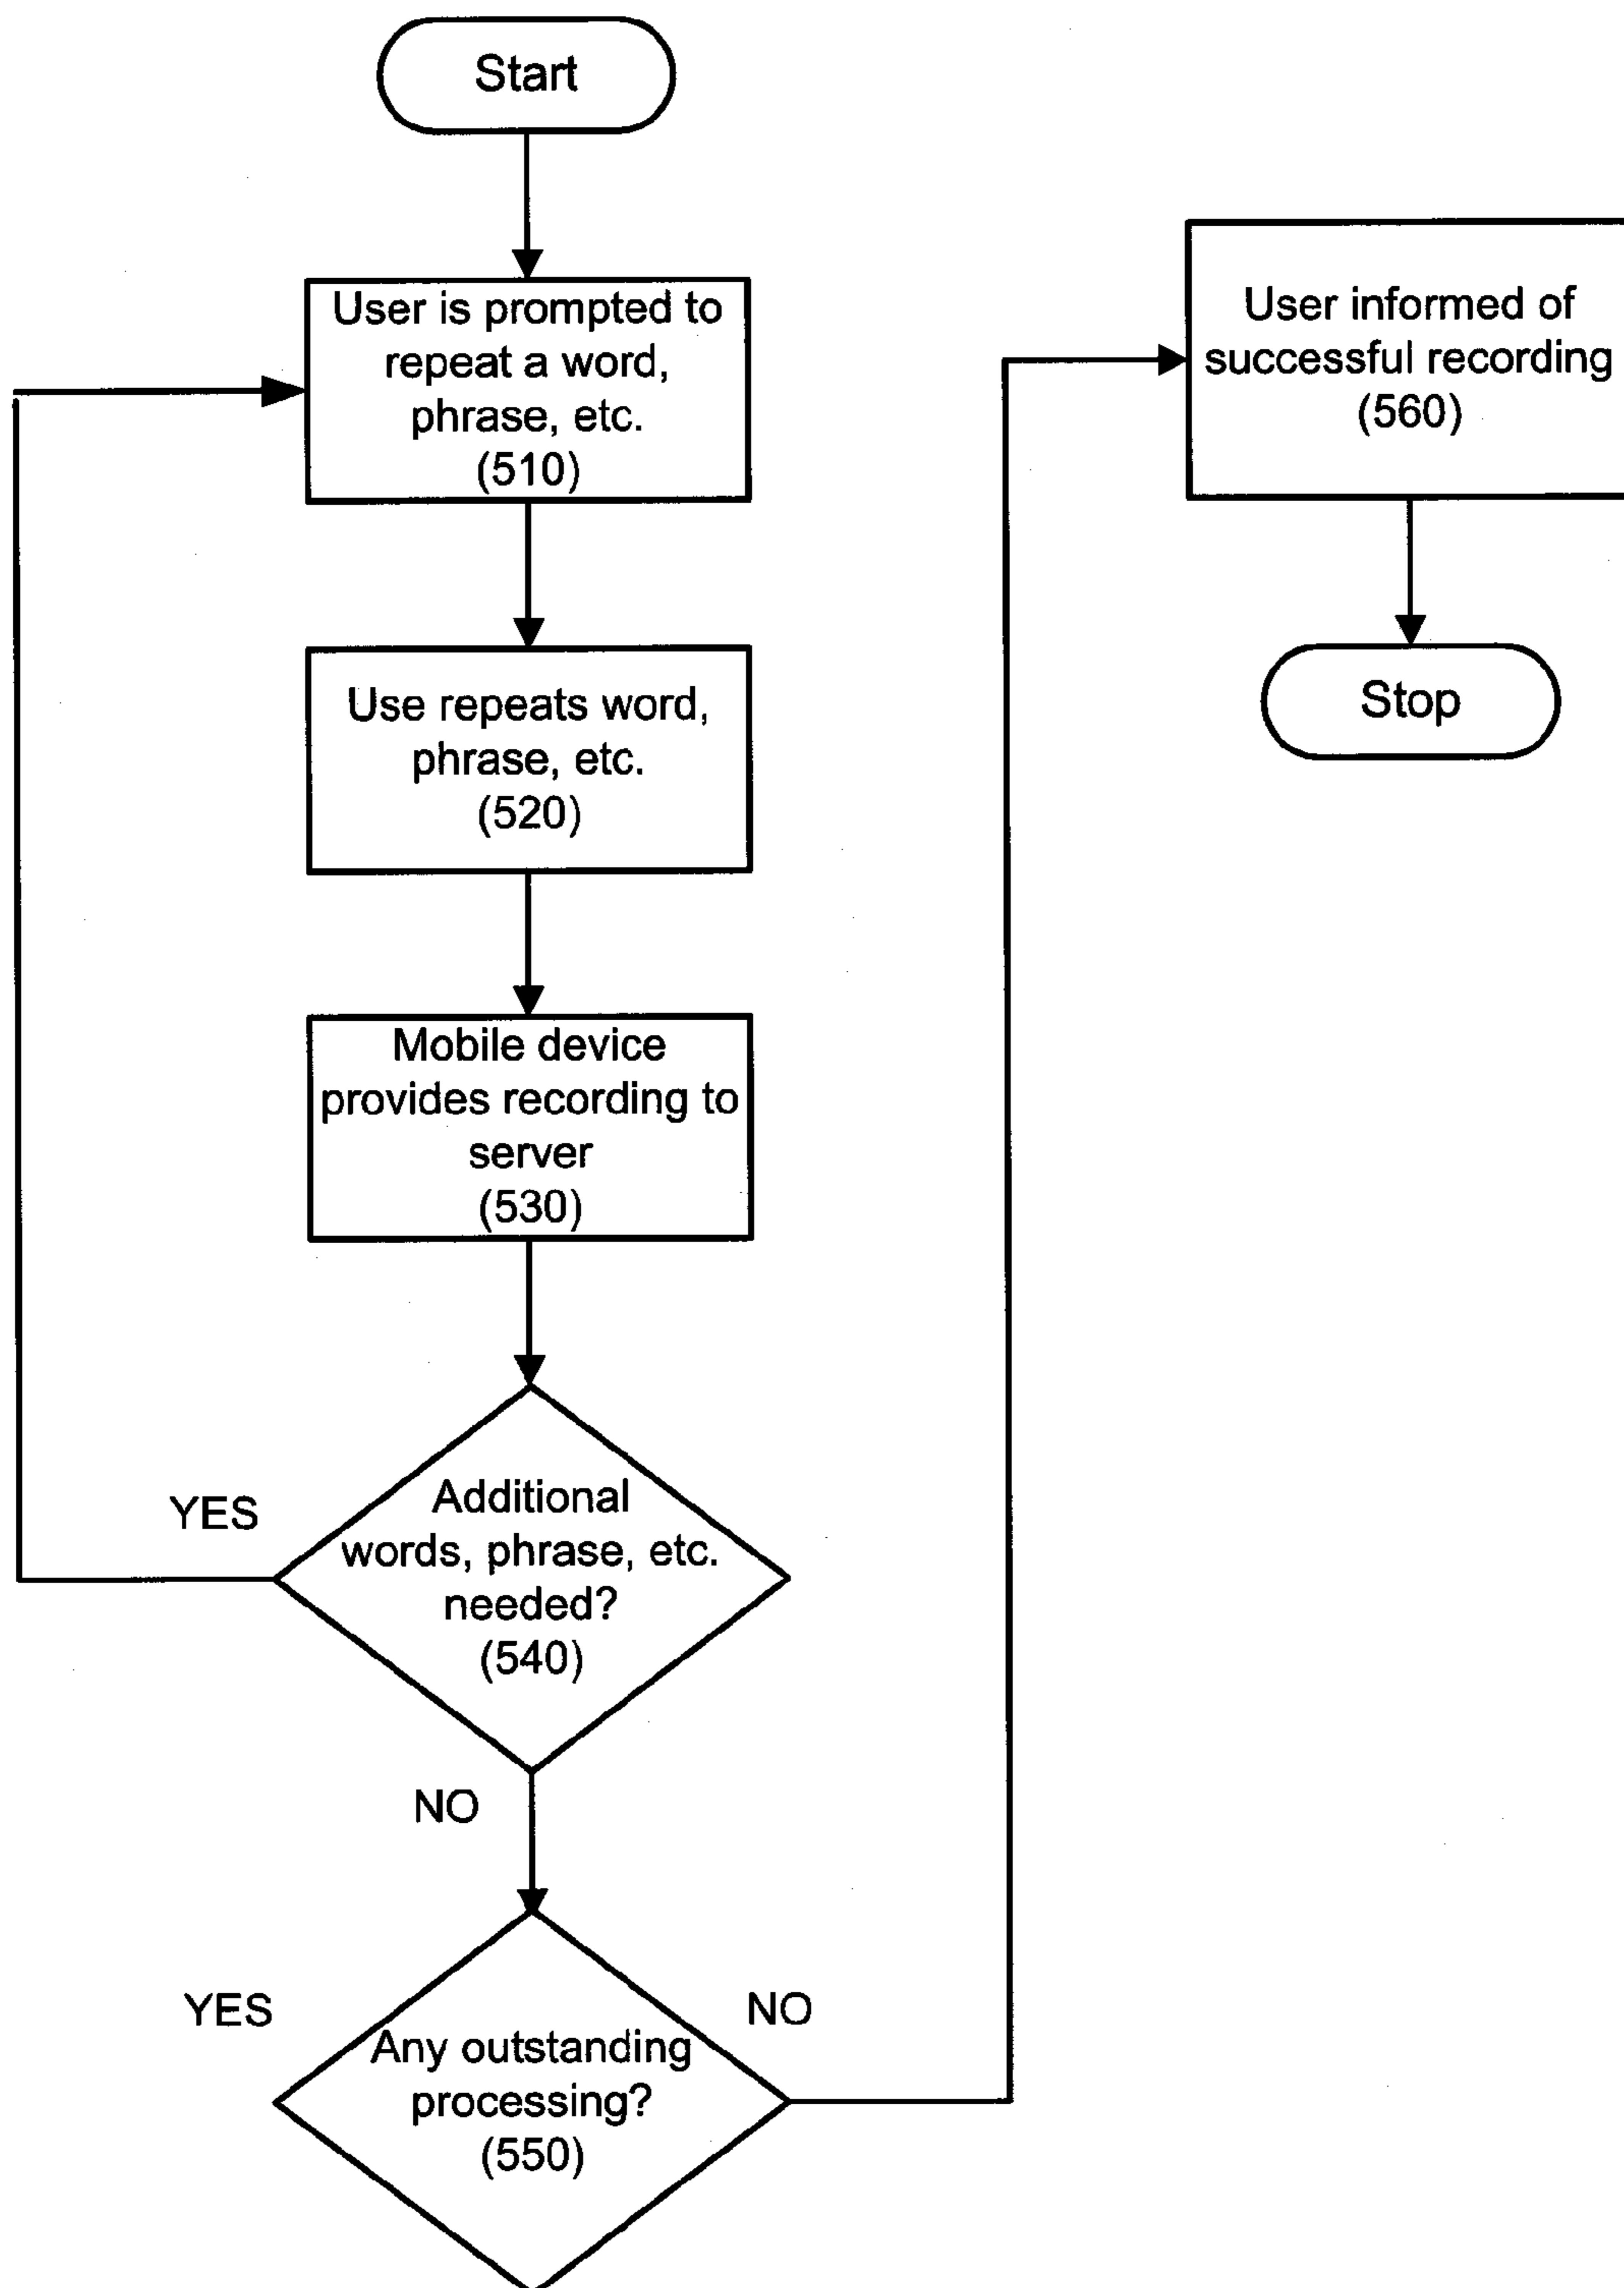 Start
User is prompted to
repeat a word,
phrase, etc.
(510)
Use repeats word,
phrase, etc.
(520)
Mobile device
provides recording to
server
(530)
YES
Additional
words, phrase, etc.
needed?
(540)
NO
YES
NO
Any outstanding
processing?
(550)
User informed of
successful recording
(560)
Stop